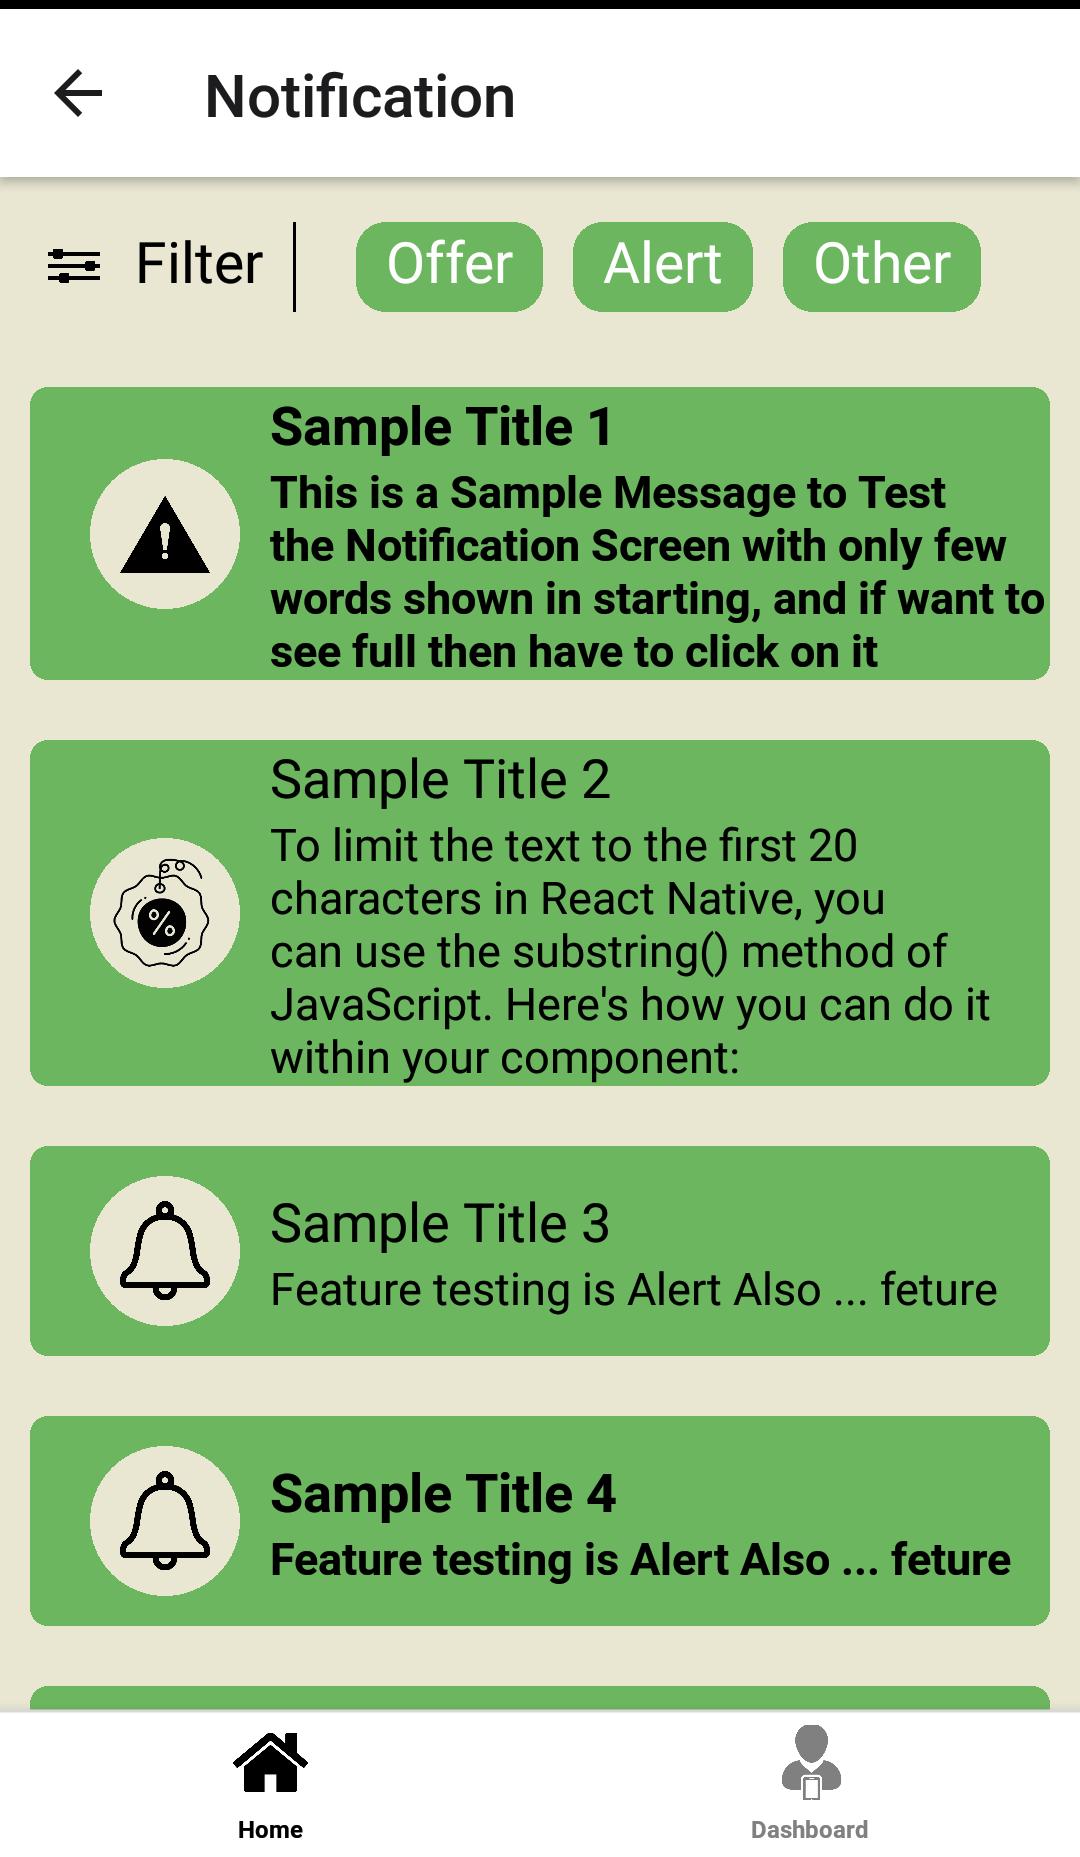 Notification
Filter
Offer
Alert
Other
Sample Title 1
This is a Sample Message to Test
the Notification Screen with only few
words shown in starting, and if want to
see full then have to click on it
Sample Title 2
To limit the text to the first 20
characters in React Native, you
can use the substring() method of
JavaScript. Here's how you can do it
within your component:
Sample Title 3
Feature testing is Alert Also ... feture
Sample Title 4
Feature testing is Alert Also ... feture
Home
Dashboard